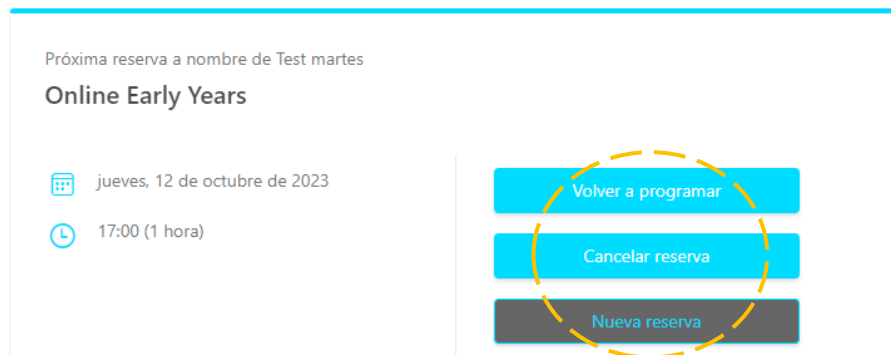 Próxima reserva a nombre de Test martes
Online Early Years
jueves, 12 de octubre de 2023
17:00 (1 hora)
Volver a programar
Cancelar reserva
Nueva reserva